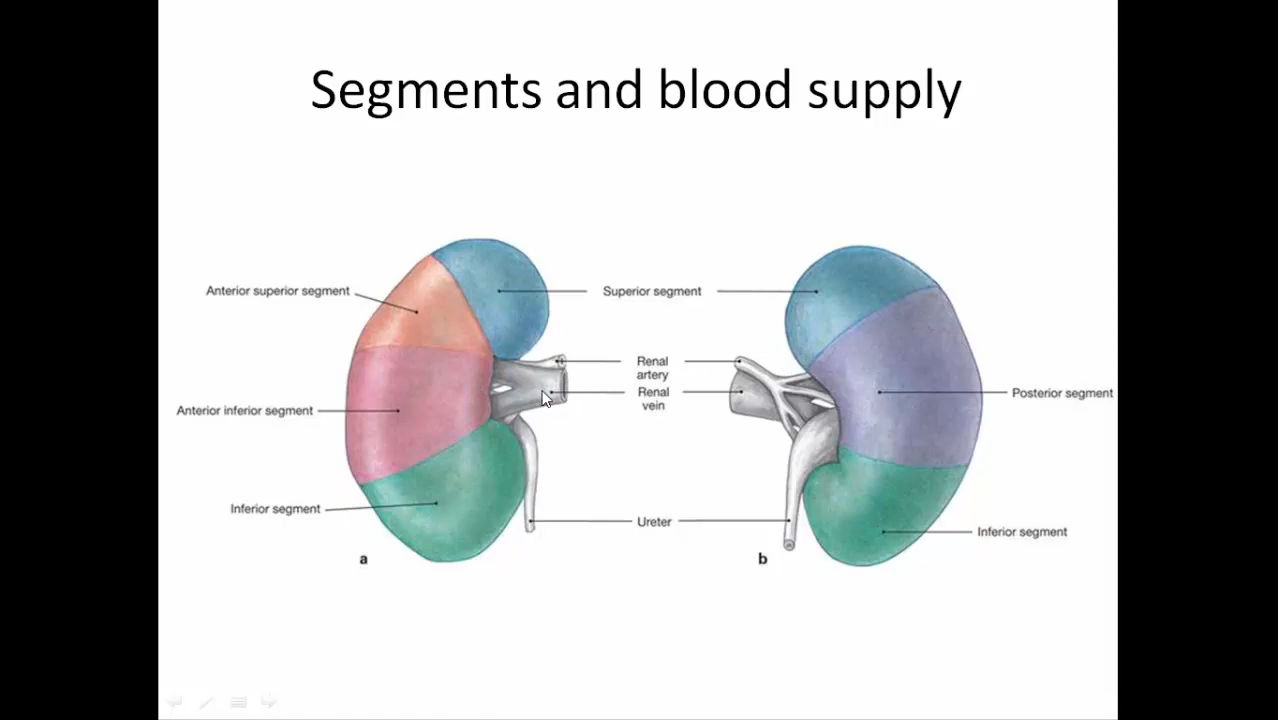 Segments and blood supply
Anterior superior segment
Superior segment
Renal
artery
Renal
vein
Posterior segment
Anterior inferior segment
Inferior segment
Ureter
Inferior segment
a
b